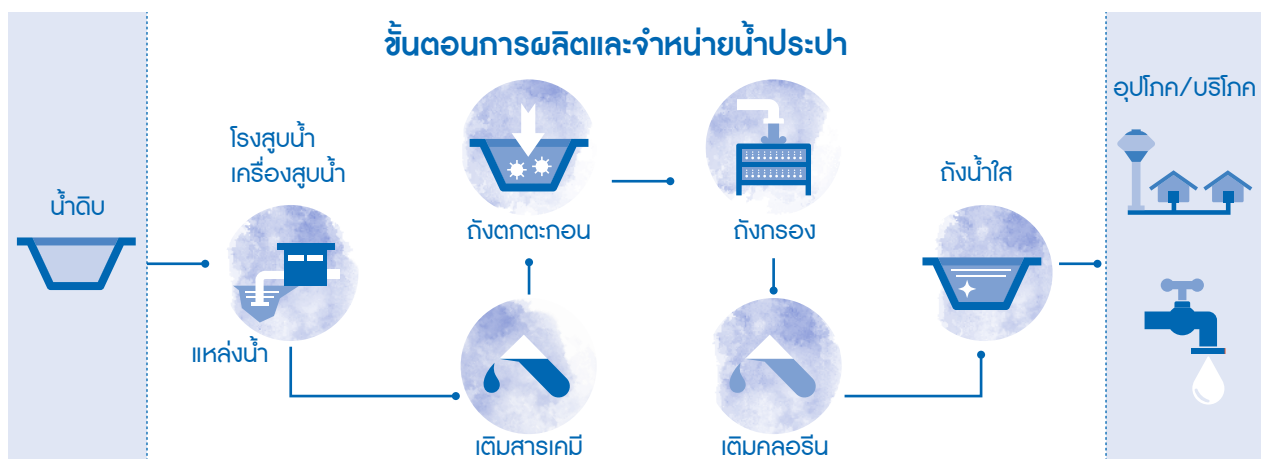 ขั้นตอนการผลิตและจำหน่ายน้ำประปา
น้ำดิบ
โรงสูบน้ำ
เครื่องสูบน้ำ
แหล่งน้ำ
เติมสารเคมี
ถังตกตะกอน
ถังกรอง
เติมคลอรีน
ถังน้ำใส
อุปโภค/บริโภค